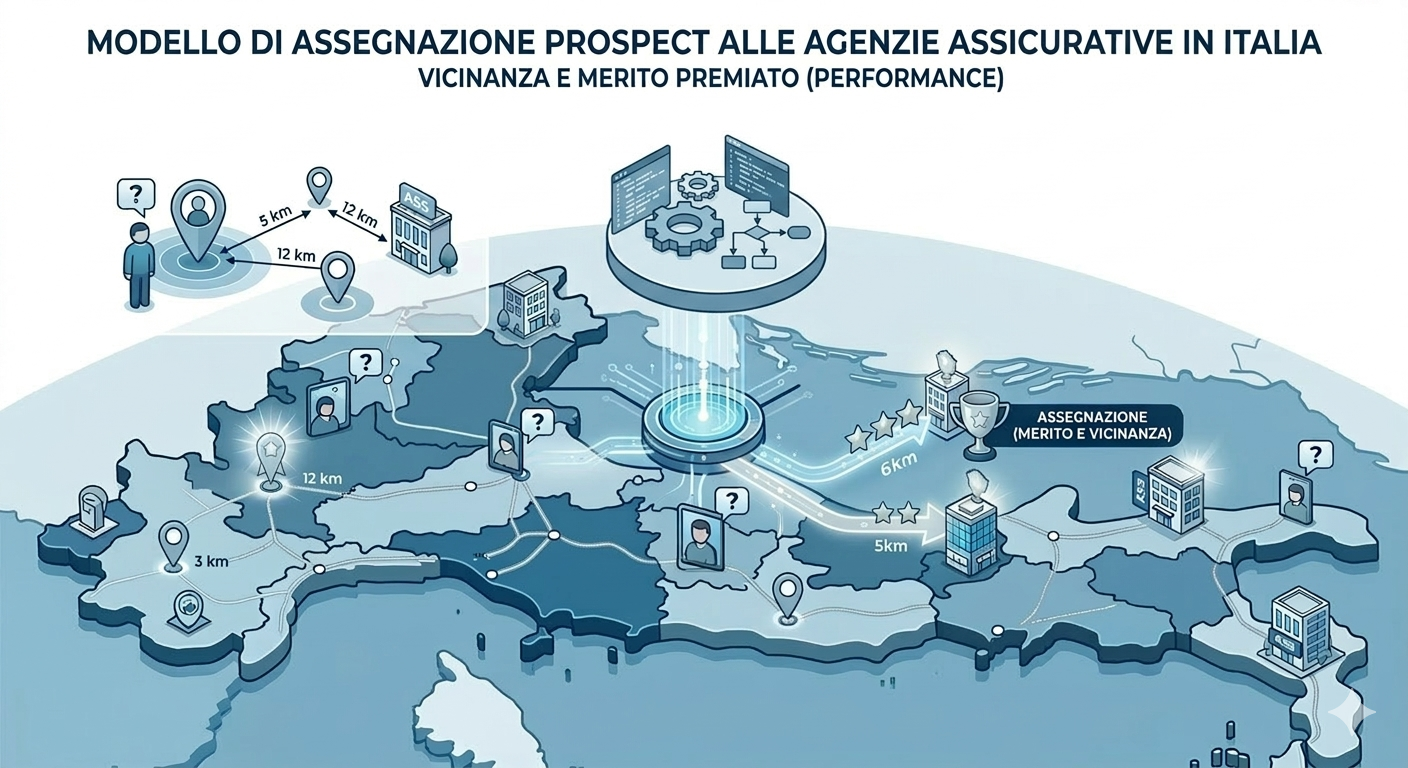 MODELLO DI ASSEGNAZIONE PROSPECT ALLE AGENZIE ASSICURATIVE IN ITALIA
VICINANZA E MERITO PREMIATO (PERFORMANCE)
?
5 km
12 km
ASS
12 km
?
?
ASSEGNAZIONE
(MERITO E VICINANZA)
6km
?
12 km
?
5km
3 km